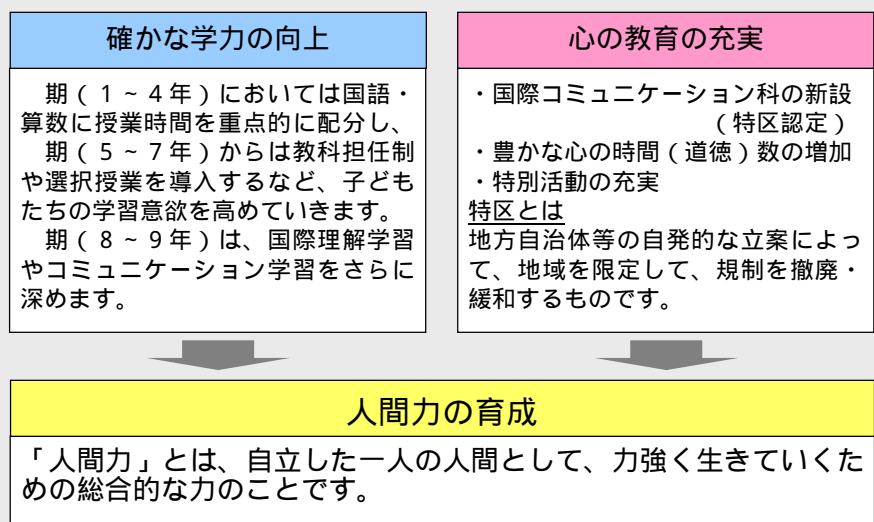 確かな学力の向上
期(1~4年)においては国語・
算数に授業時間を重点的に配分し、
期(5~7年)からは教科担任制
や選択授業を導入するなど、子ども
たちの学習意欲を高めていきます。
期(8~9年)は、国際理解学習
やコミュニケーション学習をさらに
深めます。
心の教育の充実
・国際コミュニケーション科の新設
(特区認定)
・豊かな心の時間(道徳)数の増加
・特別活動の充実
特区とは
地方自治体等の自発的な立案によっ
て、地域を限定して、規制を撤廃・
緩和するものです。
人間力の育成
「人間力」とは、自立した一人の人間として、力強く生きていくた
めの総合的な力のことです。